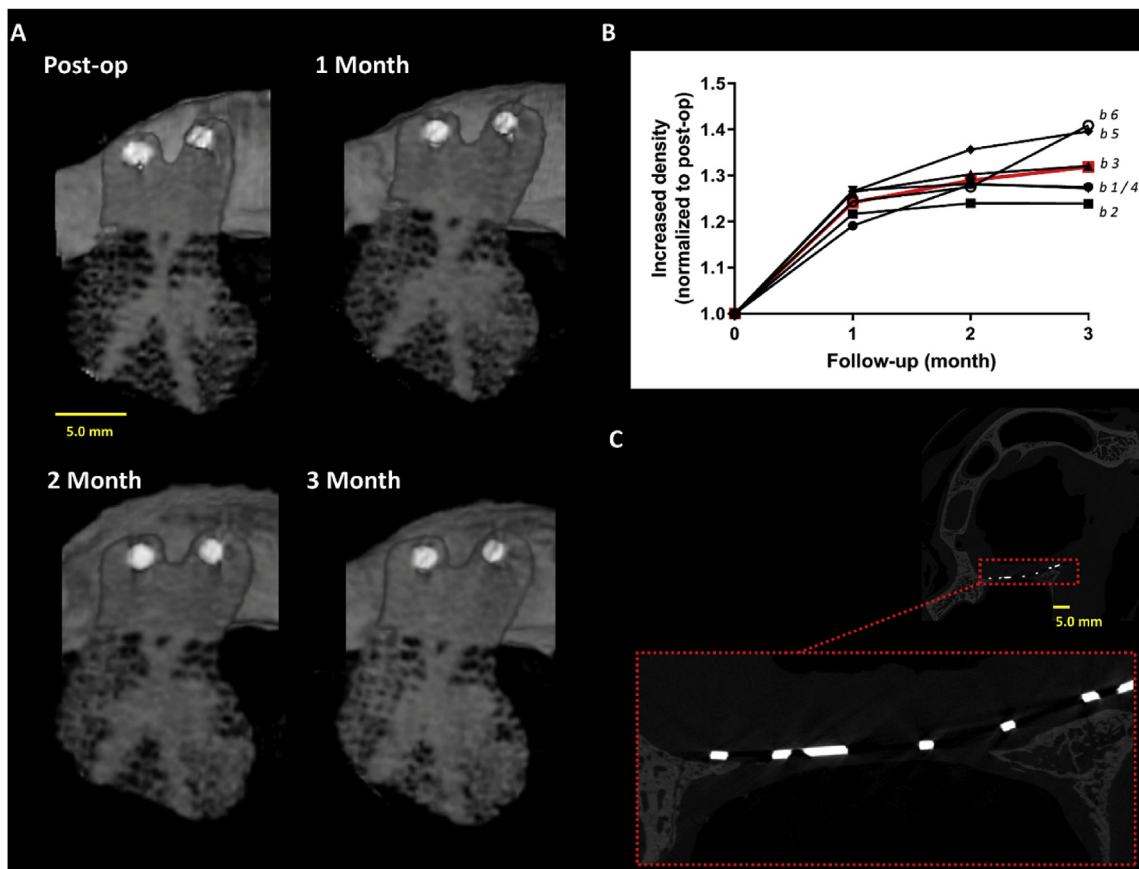 A
Post-op
1 Month
5.0 mm
2 Month
3 Month
B
Increased density
(normalized to post-op)
1.5
1.4
1.3
1.2
1.1
1.0
0
1
2
3
Follow-up (month)
b 6
b 5
b 3
b 1 / 4
b 2
C
5.0 mm